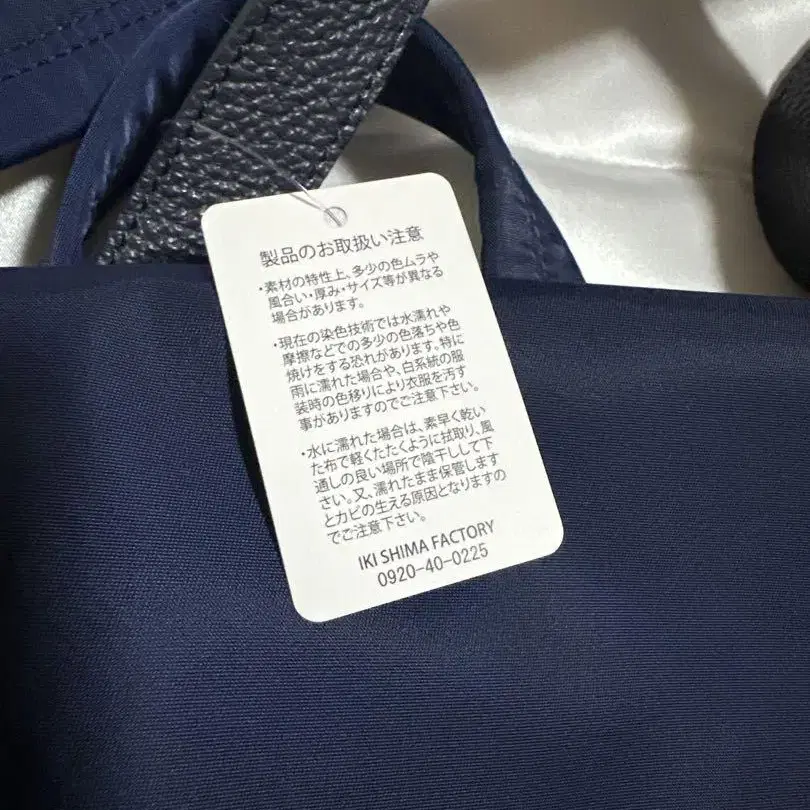 製品のお取扱い注意
・素材の特性上、多少の色ムラや
風合い・厚み・サイズ等が異なる
場合があります。
・現在の染色技術では水濡れや
摩擦などでの多少の色落ちや色
焼けをする恐れがあります。特に
雨に濡れた場合や、白系統の服
装時の色移りにより衣服を汚す
事がありますのでご注意下さい。
・水に濡れた場合は、素早く乾い
た布で軽くたたくように拭取り、風
通しの良い場所で陰干しして下
さい。又、濡れたまま保管します
とカビの生える原因となりますの
でご注意下さい。
IKI SHIMA FACTORY
0920-40-0225